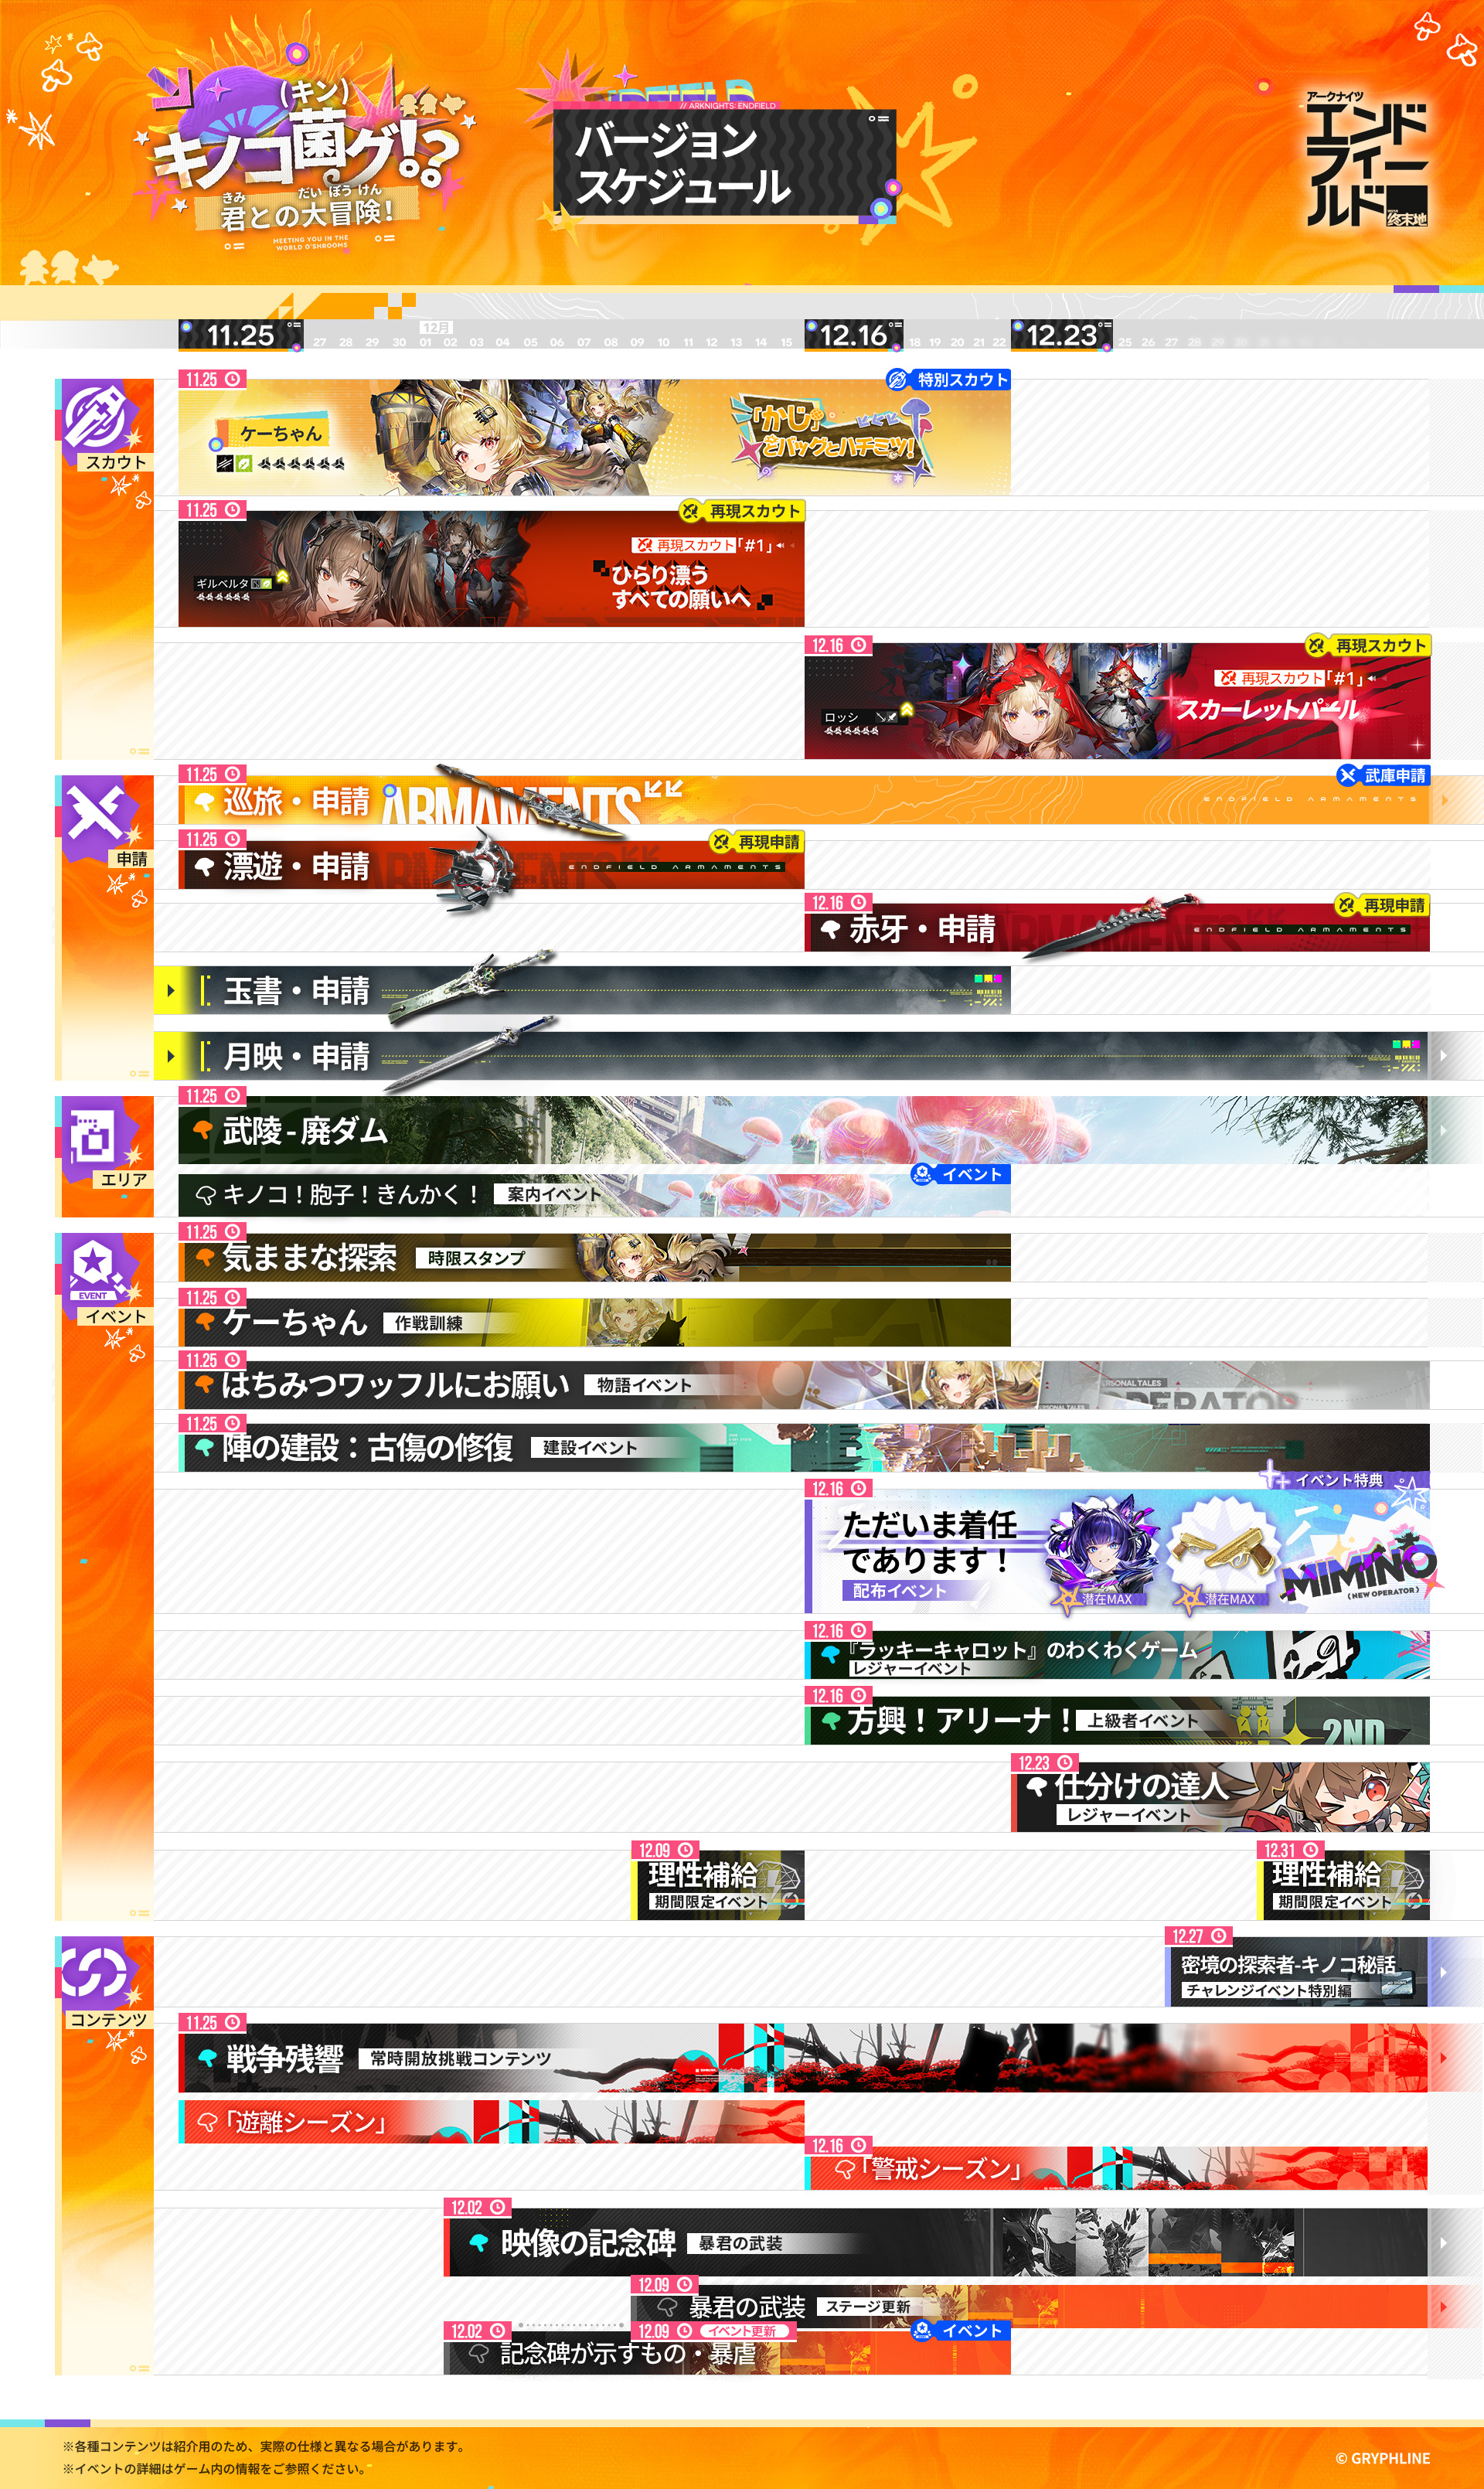 (キン)
キノコ菌グ!?
きみ だい ぼう けん
君との大冒険!
MEETING YOU IN THE
WORLD O'SHROOMS
// ARKNIGHTS: ENDFIELD
バージョン
スケジュール
アークナイツ
エンド
フィー
ルド
終末地
12月
11.25 27 28 29 30 01 02 03 04 05 06 07 08 09 10 11 12 13 14 15 12.16 18 19 20 21 22 12.23 25 26 27 28 29
スカウト
11.25
特別スカウト
ケーちゃん
「かじ」
とバッグとハチミツ!
11.25
再現スカウト
再現スカウト「#1」
ギルベルタ
ひらり漂う
すべての願いへ
12.16
再現スカウト
再現スカウト「#1」
ロッシ
スカーレットパール
申請
11.25
武庫申請
巡旅・申請
ARMAMENTS
ENDFIELD ARMAMENTS
11.25
再現申請
漂遊・申請
ENDFIELD ARMAMENTS
12.16
再現申請
赤牙・申請
ENDFIELD ARMAMENTS
玉書・申請
月映・申請
エリア
11.25
武陵 - 廃ダム
イベント
キノコ！胞子！きんかく！
案内イベント
EVENT
イベント
11.25
気ままな探索
時限スタンプ
11.25
ケーちゃん
作戦訓練
11.25
はちみつワッフルにお願い
物語イベント
PERSONAL TALES
OPERATOR
11.25
陣の建設：古傷の修復
建設イベント
イベント特典
12.16
ただいま着任
であります！
配布イベント
潜在MAX
潜在MAX
MIMINO
(NEW OPERATOR)
12.16
『ラッキーキャロット』のわくわくゲーム
レジャーイベント
12.16
方興！アリーナ！
上級者イベント
2ND
12.23
仕分けの達人
レジャーイベント
12.09
理性補給
期間限定イベント
12.31
理性補給
期間限定イベント
コンテンツ
12.27
密境の探索者-キノコ秘話
チャレンジイベント特別編
11.25
戦争残響
常時開放挑戦コンテンツ
「遊離シーズン」
12.16
「警戒シーズン」
12.02
映像の記念碑
暴君の武装
12.09
暴君の武装
ステージ更新
12.02
12.09 イベント更新
イベント
記念碑が示すもの・暴虐
※各種コンテンツは紹介用のため、実際の仕様と異なる場合があります。
※イベントの詳細はゲーム内の情報をご参照ください。
© GRYPHLINE